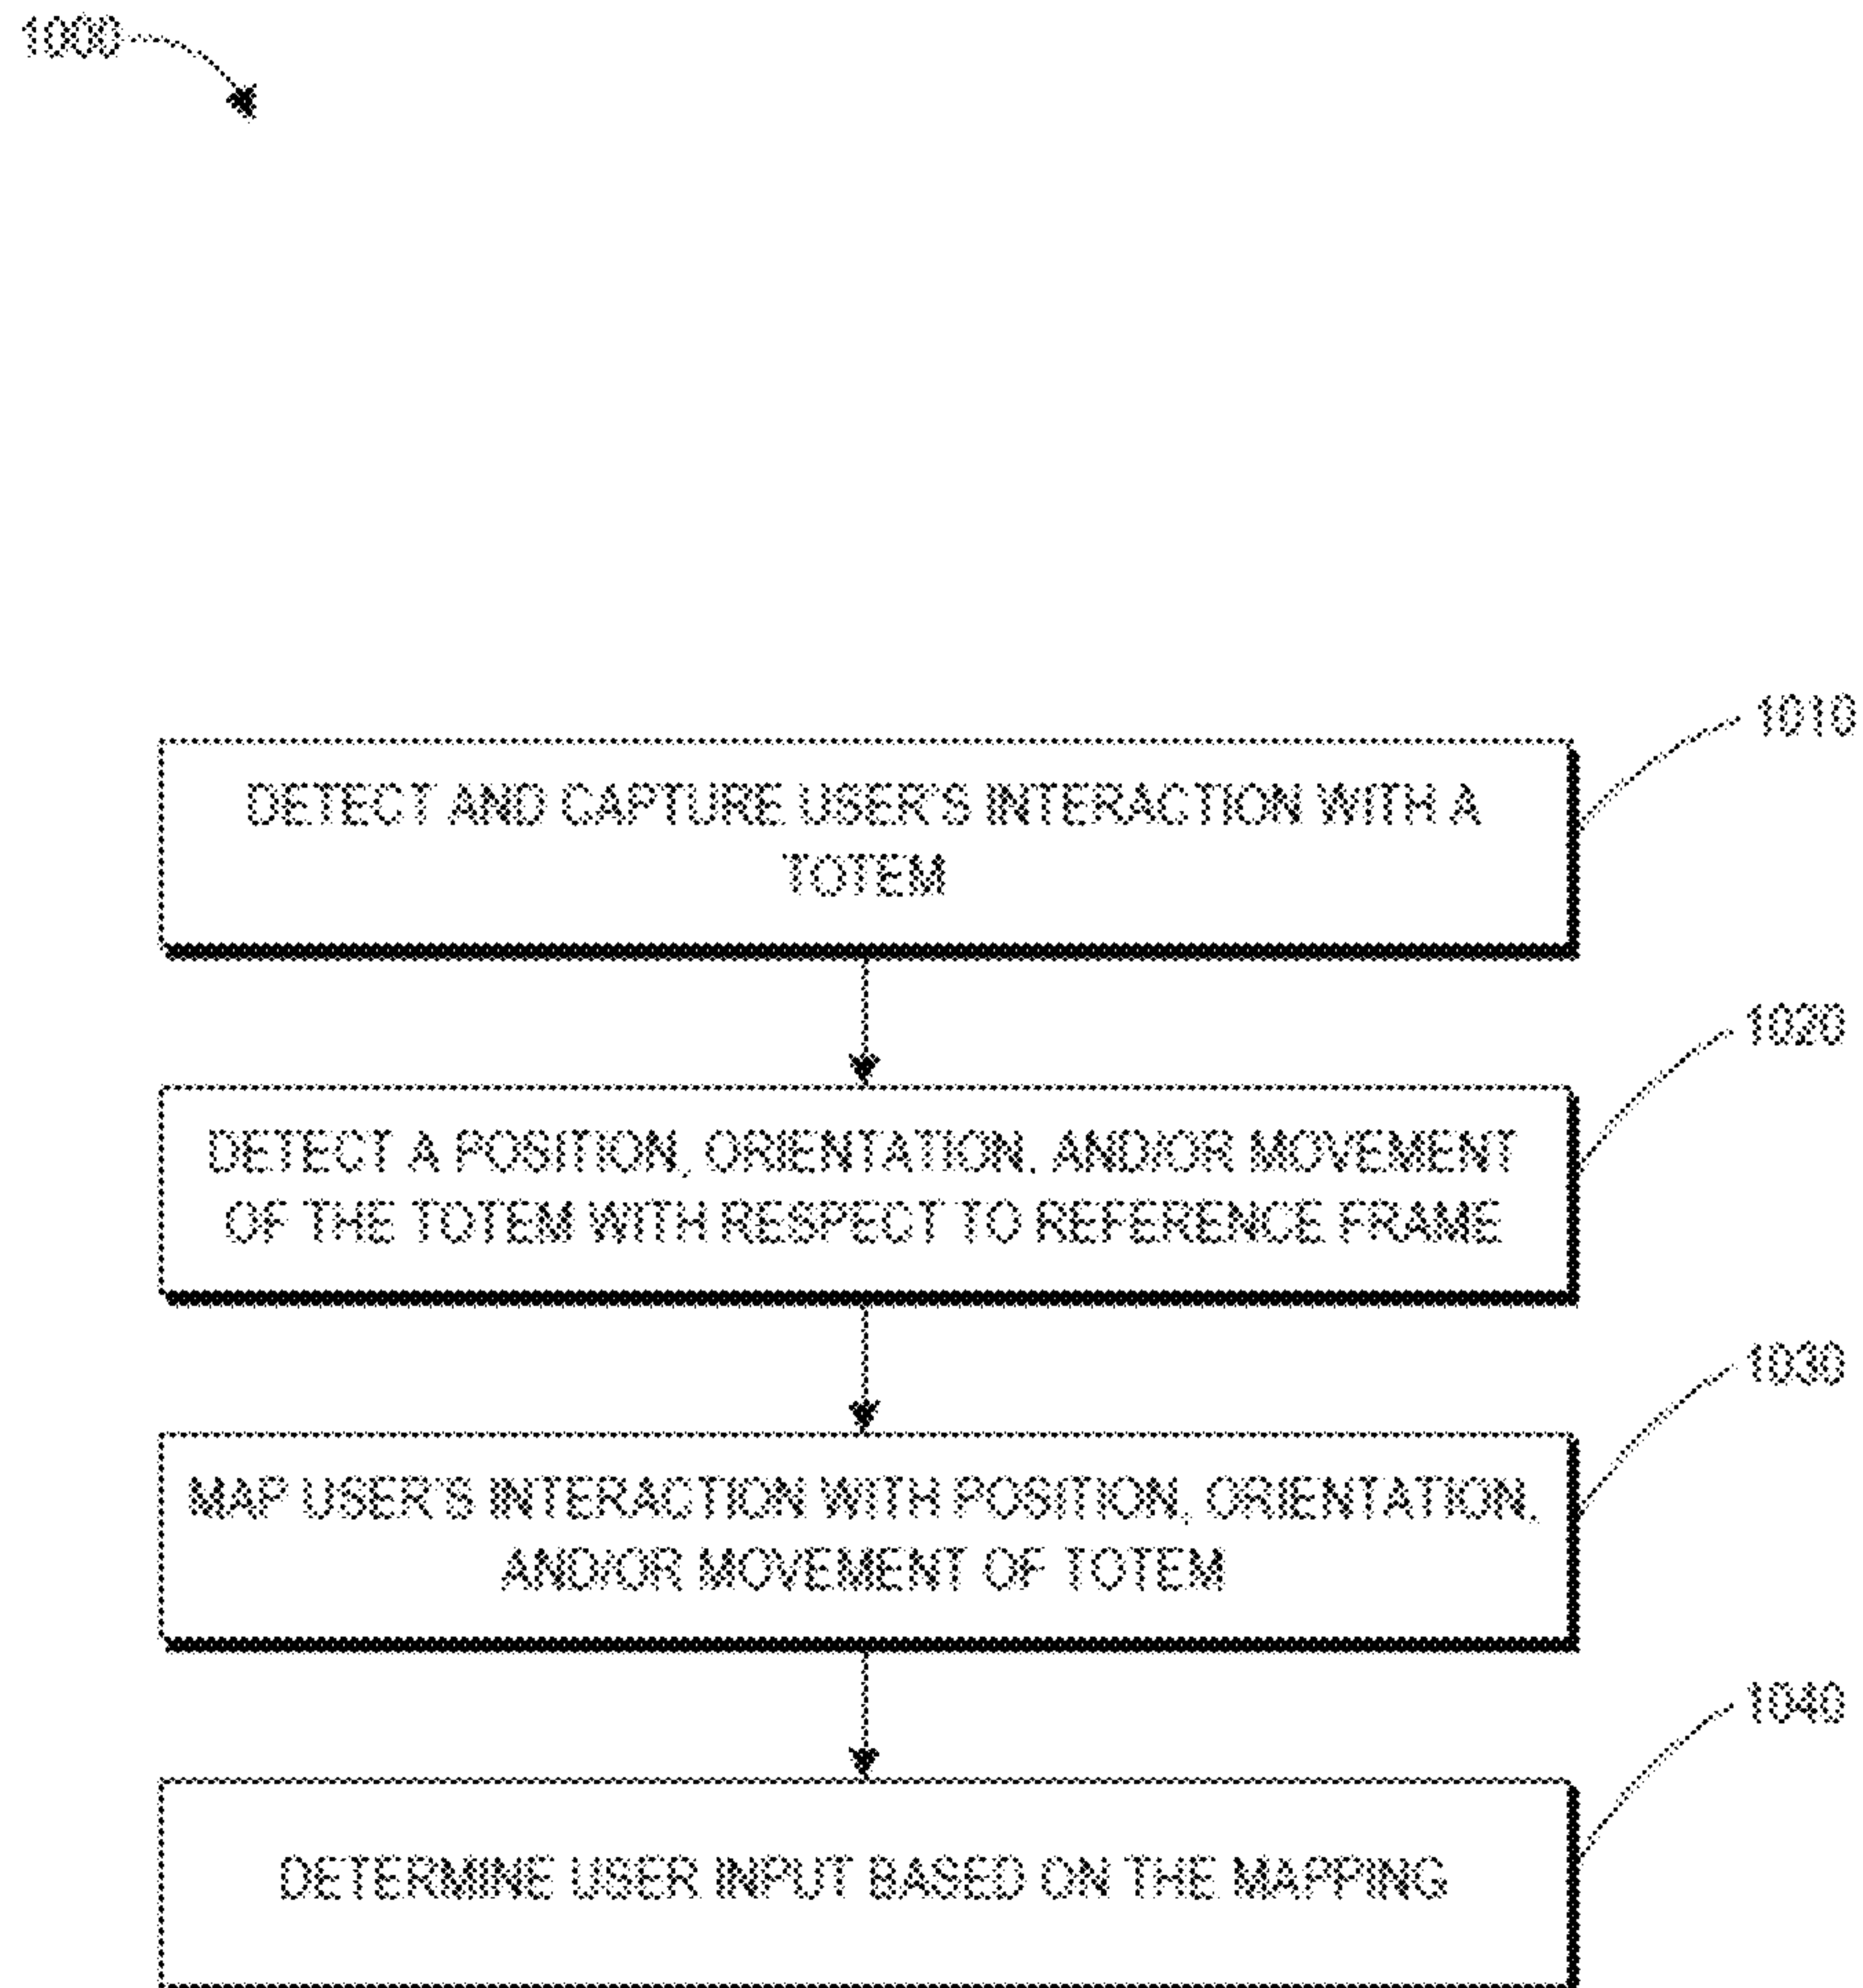 1000
1010
DETECT AND CAPTURE USER'S INTERACTION WITH A
TOTEM
1020
DETECT A POSITION, ORIENTATION, AND/OR MOVEMENT
OF THE TOTEM WITH RESPECT TO REFERENCE FRAME
1030
MAP USER'S INTERACTION WITH POSITION, ORIENTATION,
AND/OR MOVEMENT OF TOTEM
1040
DETERMINE USER INPUT BASED ON THE MAPPING